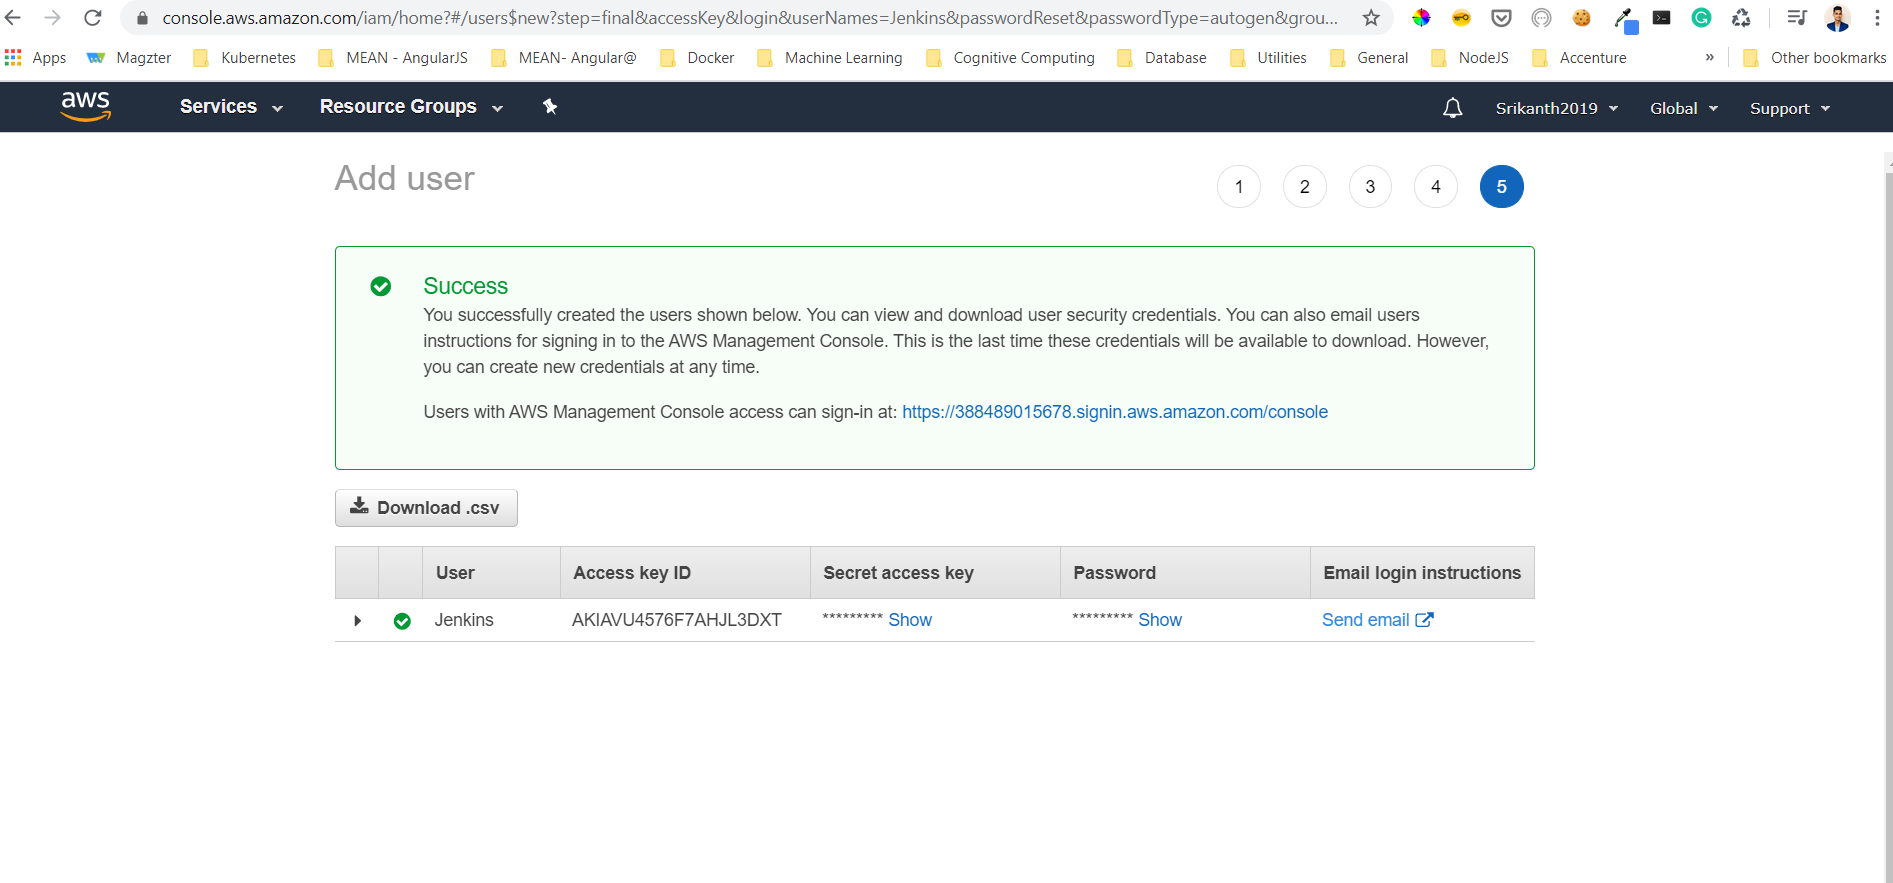 console.aws.amazon.com/iam/home?#/users$new?step=final&accessKey&login&userNames=Jenkins&passwordReset&passwordType=autogen&grou...
Apps Magzter Kubernetes MEAN - AngularJS MEAN- Angular@ Docker Machine Learning Cognitive Computing Database Utilities General NodeJS Accenture » Other bookmarks
aws Services Resource Groups Srikanth2019 Global Support
Add user 1 2 3 4 5
Success
You successfully created the users shown below. You can view and download user security credentials. You can also email users
instructions for signing in to the AWS Management Console. This is the last time these credentials will be available to download. However,
you can create new credentials at any time.
Users with AWS Management Console access can sign-in at: https://388489015678.signin.aws.amazon.com/console
Download .csv
User Access key ID Secret access key Password Email login instructions
Jenkins AKIAVU4576F7AHJL3DXT ********* Show ********* Show Send email